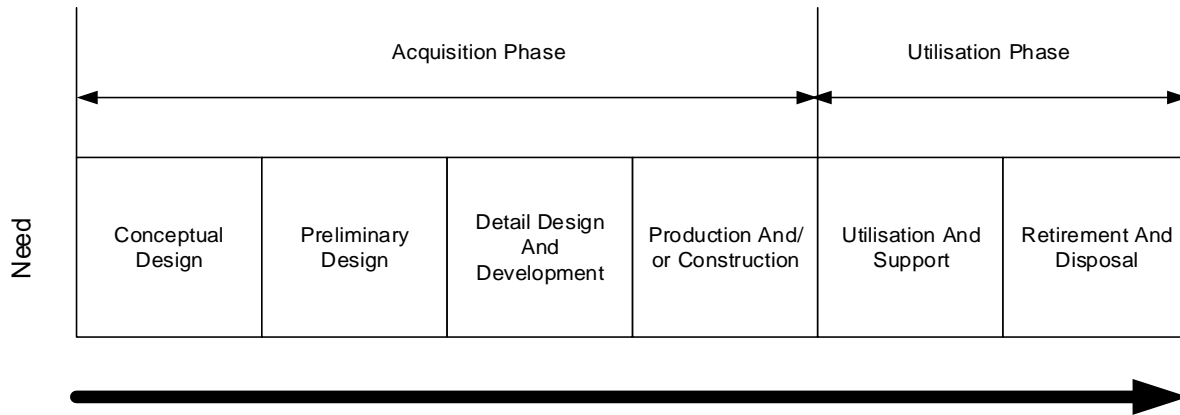 Acquisition Phase
Utilisation Phase
Need
Conceptual
Design
Preliminary
Design
Detail Design
And
Development
Production And/
or Construction
Utilisation And
Support
Retirement And
Disposal